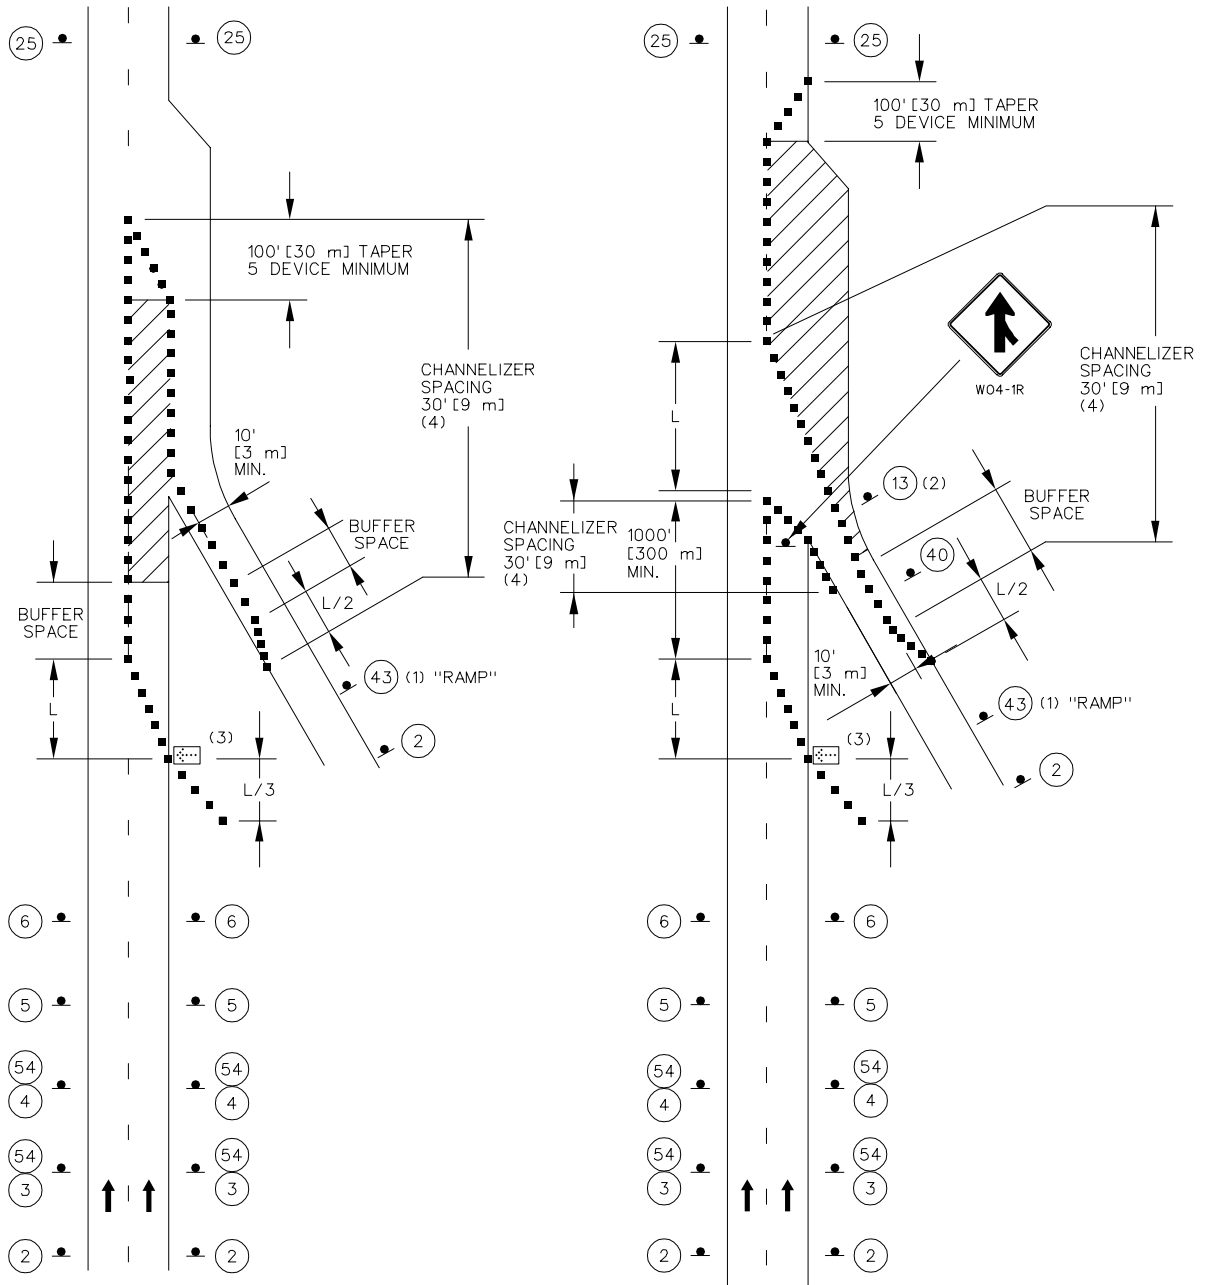 25
25
100' [30 m] TAPER
5 DEVICE MINIMUM
CHANNELIZER
SPACING
30' [9 m]
(4)
10'
[3 m]
MIN.
BUFFER
SPACE
BUFFER
SPACE
L/2
L
43 (1) "RAMP"
2
(3)
L/3
6
6
5
5
54
4
54
4
54
3
54
3
2
2
25
25
100' [30 m] TAPER
5 DEVICE MINIMUM
W04-1R
CHANNELIZER
SPACING
30' [9 m]
(4)
L
13 (2)
BUFFER
SPACE
CHANNELIZER
SPACING
30' [9 m]
(4)
1000'
[300 m]
MIN.
40
L/2
10'
[3 m]
MIN.
L
43 (1) "RAMP"
2
(3)
L/3
6
6
5
5
54
4
54
4
54
3
54
3
2
2